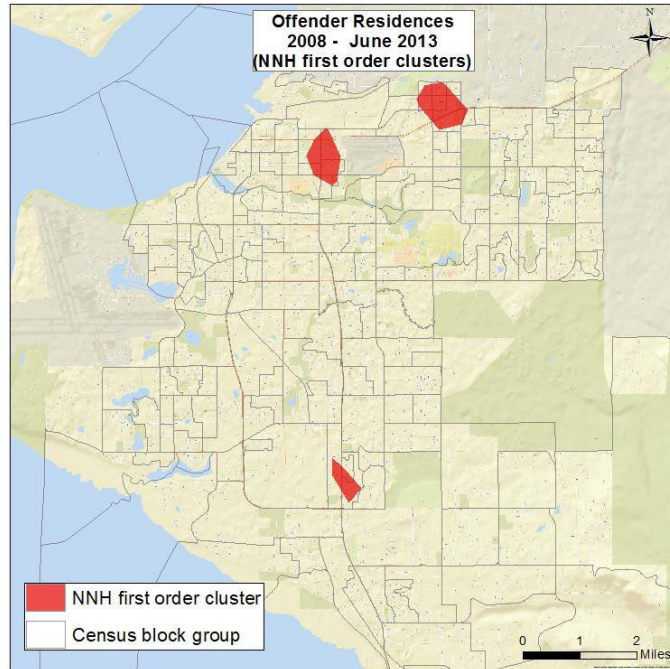 Offender Residences
2008 - June 2013
(NNH first order clusters)
N
NNH first order cluster
Census block group
0 1 2
Miles